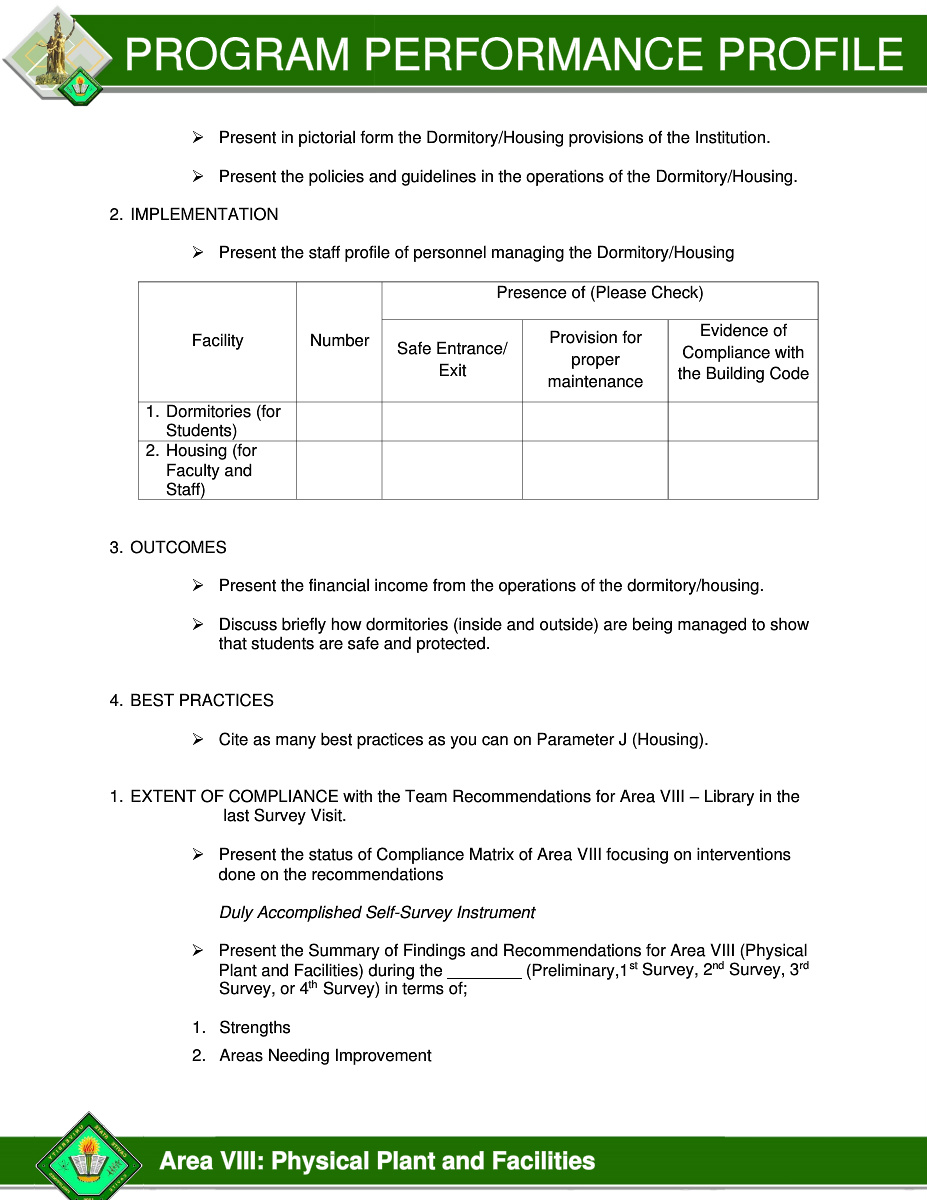 PROGRAM PERFORMANCE PROFILE
➢ Present in pictorial form the Dormitory/Housing provisions of the Institution.
➢ Present the policies and guidelines in the operations of the Dormitory/Housing.
2. IMPLEMENTATION
➢ Present the staff profile of personnel managing the Dormitory/Housing
Facility
Number
Presence of (Please Check)
Safe Entrance/
Exit
Provision for
proper
maintenance
Evidence of
Compliance with
the Building Code
1. Dormitories (for
Students)
2. Housing (for
Faculty and
Staff)
3. OUTCOMES
➢ Present the financial income from the operations of the dormitory/housing.
➢ Discuss briefly how dormitories (inside and outside) are being managed to show
that students are safe and protected.
4. BEST PRACTICES
➢ Cite as many best practices as you can on Parameter J (Housing).
1. EXTENT OF COMPLIANCE with the Team Recommendations for Area VIII – Library in the
last Survey Visit.
➢ Present the status of Compliance Matrix of Area VIII focusing on interventions
done on the recommendations
Duly Accomplished Self-Survey Instrument
➢ Present the Summary of Findings and Recommendations for Area VIII (Physical
Plant and Facilities) during the ________ (Preliminary,1st Survey, 2nd Survey, 3rd
Survey, or 4th Survey) in terms of;
1. Strengths
2. Areas Needing Improvement
Area VIII: Physical Plant and Facilities